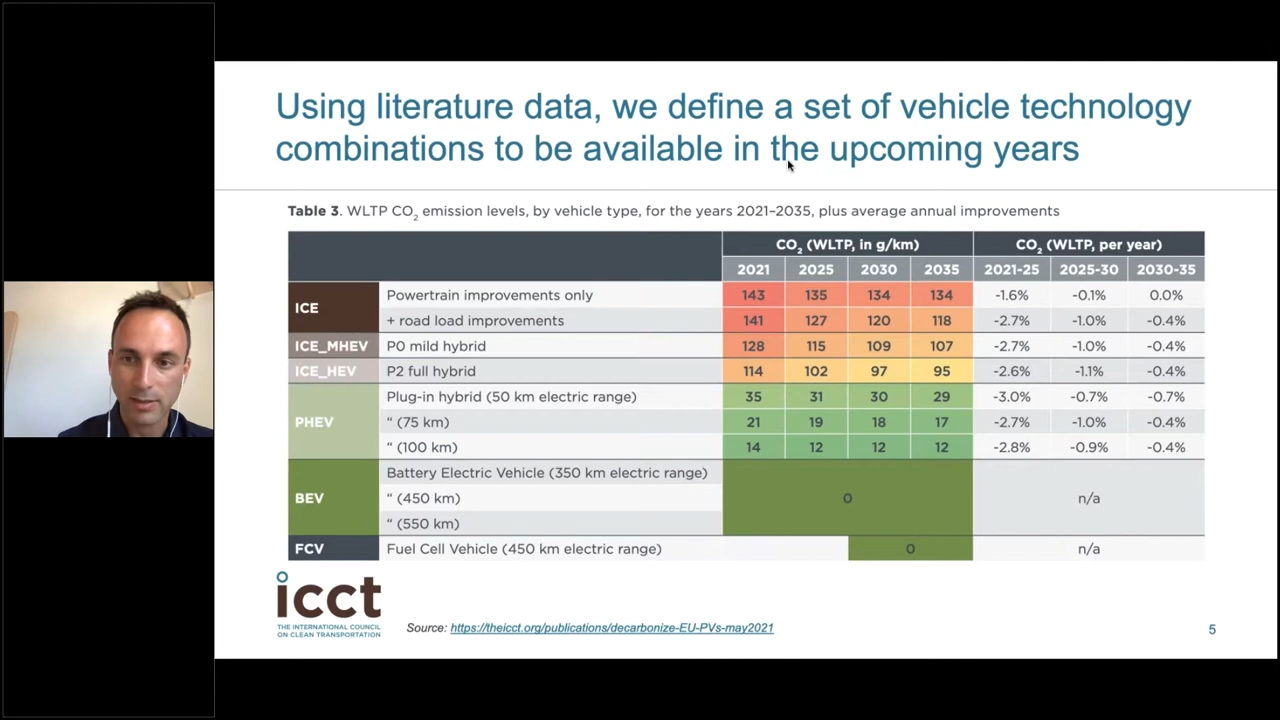 Using literature data, we define a set of vehicle technology
combinations to be available in the upcoming years
Table 3. WLTP CO2 emission levels, by vehicle type, for the years 2021–2035, plus average annual improvements
CO2 (WLTP, in g/km) CO2 (WLTP, per year)
2021 2025 2030 2035 2021-25 2025-30 2030-35
ICE
Powertrain improvements only 143 135 134 134 -1.6% -0.1% 0.0%
+ road load improvements 141 127 120 118 -2.7% -1.0% -0.4%
ICE_MHEV P0 mild hybrid 128 115 109 107 -2.7% -1.0% -0.4%
ICE_HEV P2 full hybrid 114 102 97 95 -2.6% -1.1% -0.4%
PHEV
Plug-in hybrid (50 km electric range) 35 31 30 29 -3.0% -0.7% -0.7%
“ (75 km) 21 19 18 17 -2.7% -1.0% -0.4%
“ (100 km) 14 12 12 12 -2.8% -0.9% -0.4%
BEV
Battery Electric Vehicle (350 km electric range)
“ (450 km) 0 n/a
“ (550 km)
FCV Fuel Cell Vehicle (450 km electric range) 0 n/a
icct
THE INTERNATIONAL COUNCIL
ON CLEAN TRANSPORTATION
Source: https://theicct.org/publications/decarbonize-EU-PVs-may2021
5